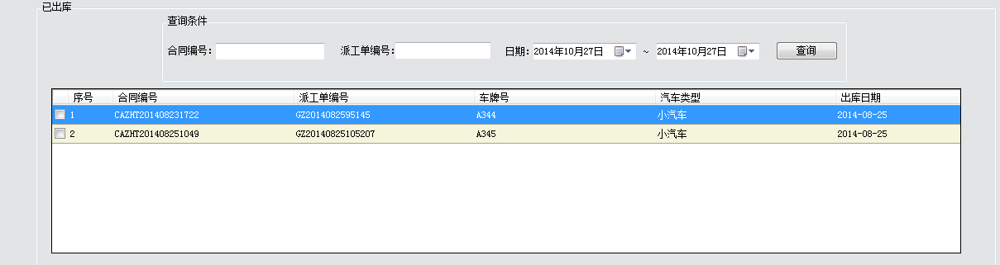 已出库
查询条件
合同编号: 派工单编号: 日期: 2014年10月27日 ~ 2014年10月27日 查询
序号 合同编号 派工单编号 车牌号 汽车类型 出库日期
1 CAZHT201408231722 GZ2014082595145 A344 小汽车 2014-08-25
2 CAZHT201408251049 GZ20140825105207 A345 小汽车 2014-08-25